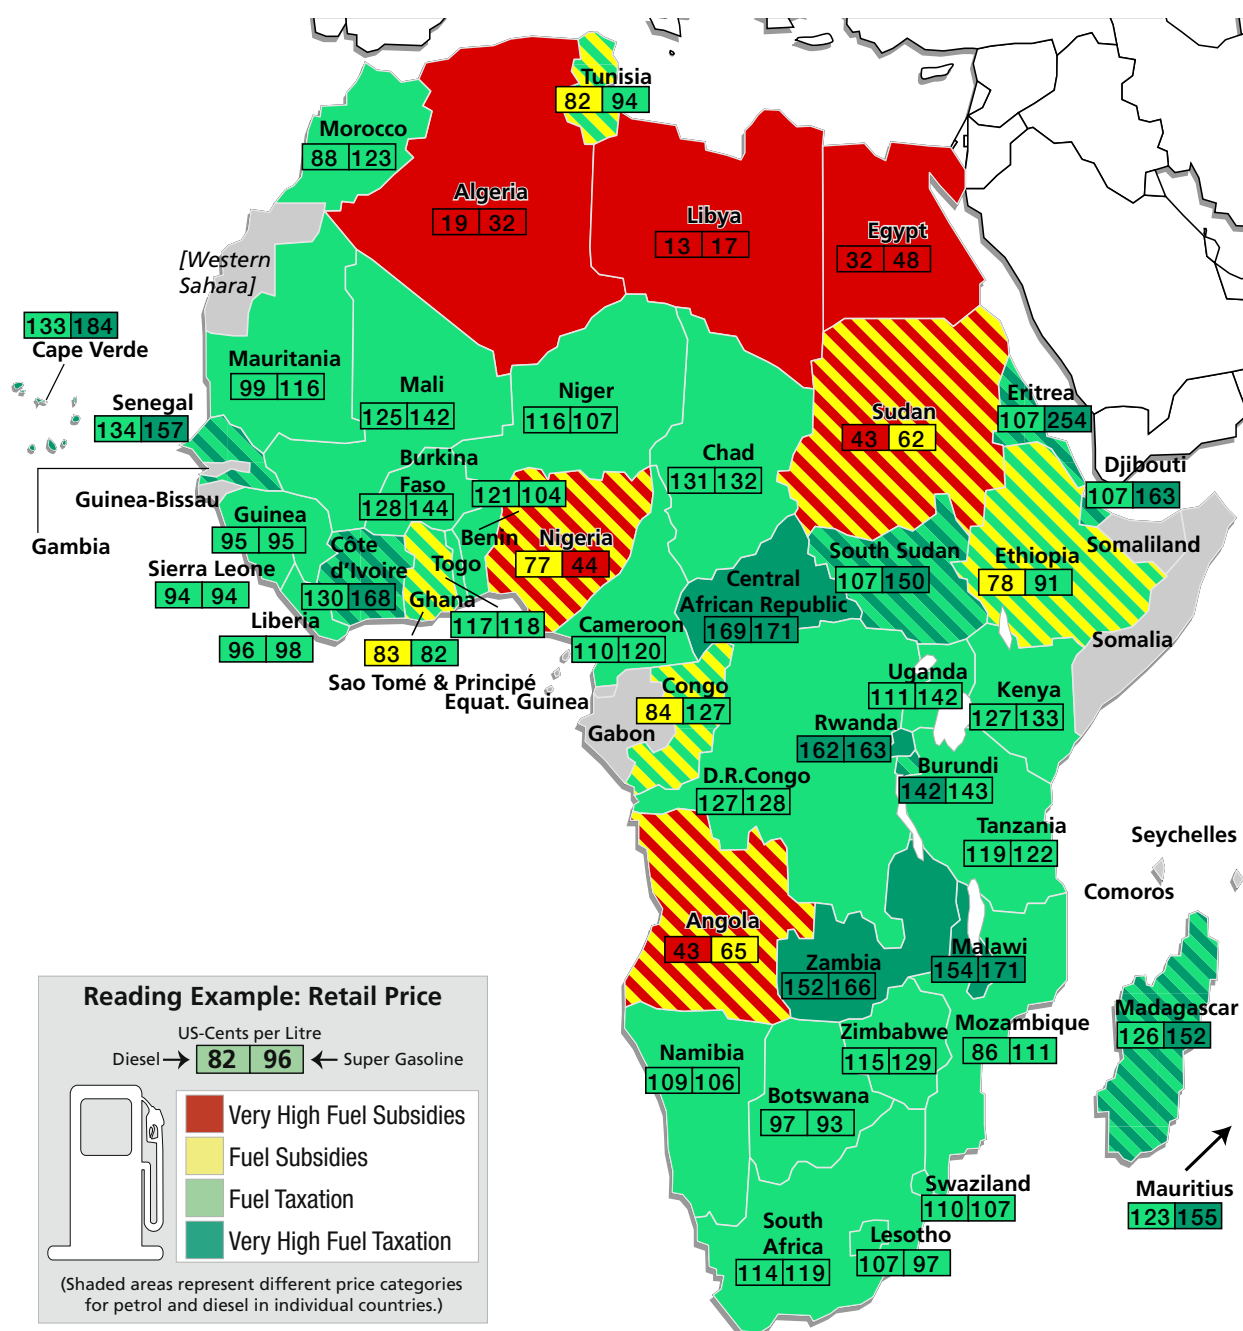 Tunisia
82 94
Morocco
88 123
Algeria
19 32
Libya
13 17
Egypt
32 48
[Western
Sahara]
133 184
Cape Verde
Mauritania
99 116
Mali
125 142
Niger
116 107
Senegal
134 157
Sudan
43 62
Eritrea
107 254
Chad
131 132
Burkina
Faso
128 144
121 104
Benin
Djibouti
107 163
Guinea-Bissau
Gambia
Guinea
95 95
Côte
d'Ivoire
130 168
Nigeria
77 44
Togo
117 118
South Sudan
107 150
Ethiopia
78 91
Somaliland
Somalia
Sierra Leone
94 94
Liberia
96 98
Ghana
83 82
Central
African Republic
169 171
Cameroon
110 120
Sao Tomé & Principé
Equat. Guinea
Gabon
Congo
84 127
Uganda
111 142
Kenya
127 133
Rwanda
162 163
Burundi
142 143
D.R.Congo
127 128
Tanzania
119 122
Seychelles
Comoros
Angola
43 65
Zambia
152 166
Malawi
154 171
Madagascar
126 152
Mozambique
86 111
Zimbabwe
115 129
Namibia
109 106
Botswana
97 93
Mauritius
123 155
Swaziland
110 107
South
Africa
114 119
Lesotho
107 97
Reading Example: Retail Price
US-Cents per Litre
Diesel 82 96 Super Gasoline
Very High Fuel Subsidies
Fuel Subsidies
Fuel Taxation
Very High Fuel Taxation
(Shaded areas represent different price categories
for petrol and diesel in individual countries.)